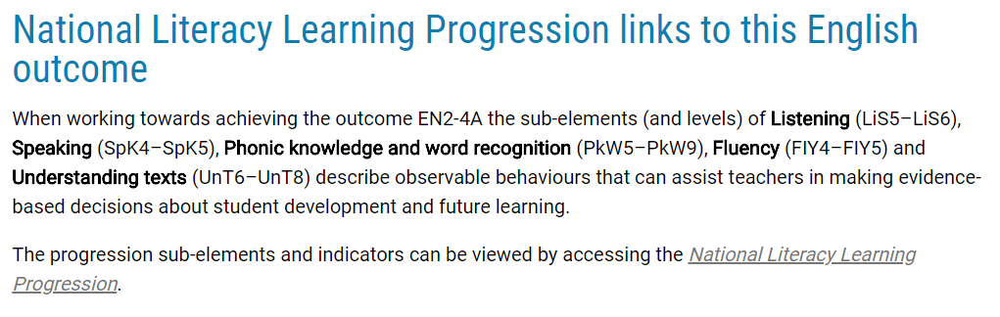 National Literacy Learning Progression links to this English
outcome
When working towards achieving the outcome EN2-4A the sub-elements (and levels) of Listening (LiS5–LiS6),
Speaking (SpK4–SpK5), Phonic knowledge and word recognition (PkW5–PkW9), Fluency (FlY4–FlY5) and
Understanding texts (UnT6–UnT8) describe observable behaviours that can assist teachers in making evidence-
based decisions about student development and future learning.
The progression sub-elements and indicators can be viewed by accessing the National Literacy Learning
Progression.